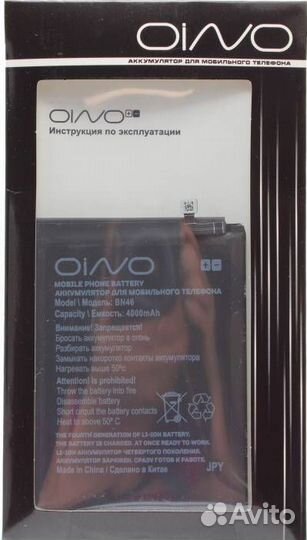 OiNO
АККУМУЛЯТОР ДЛЯ МОБИЛЬНОГО ТЕЛЕФОНА
OiNO
Инструкция по эксплуатации
OiNO
MOBILE PHONE BATTERY
АККУМУЛЯТОР ДЛЯ МОБИЛЬНОГО ТЕЛЕФОНА
Model \ Модель: BN46
Capacity \ Емкость: 4000mAh
Внимание! Запрещается:
Бросать аккумулятор в огонь
Разбирать аккумулятор
Замыкать накоротко контакты аккумулятора
Нагревать выше 50°c
Attention! Is prohibited:
Throw the battery into the fire
Disassemble battery
Short circuit the battery contacts
Heat to above 50° C
THE FOURTH GENERATION OF LI-ION BATTERY.
THE BATTERY IS CHARGED. AT ONCE READY TO WORK.
LI-ION АККУМУЛЯТОР ЧЕТВЕРТОГО ПОКОЛЕНИЯ.
АККУМУЛЯТОР ЗАРЯЖЕН. СРАЗУ ГОТОВ К РАБОТЕ.
Made in China / Сделано в Китае
JPY
Avito